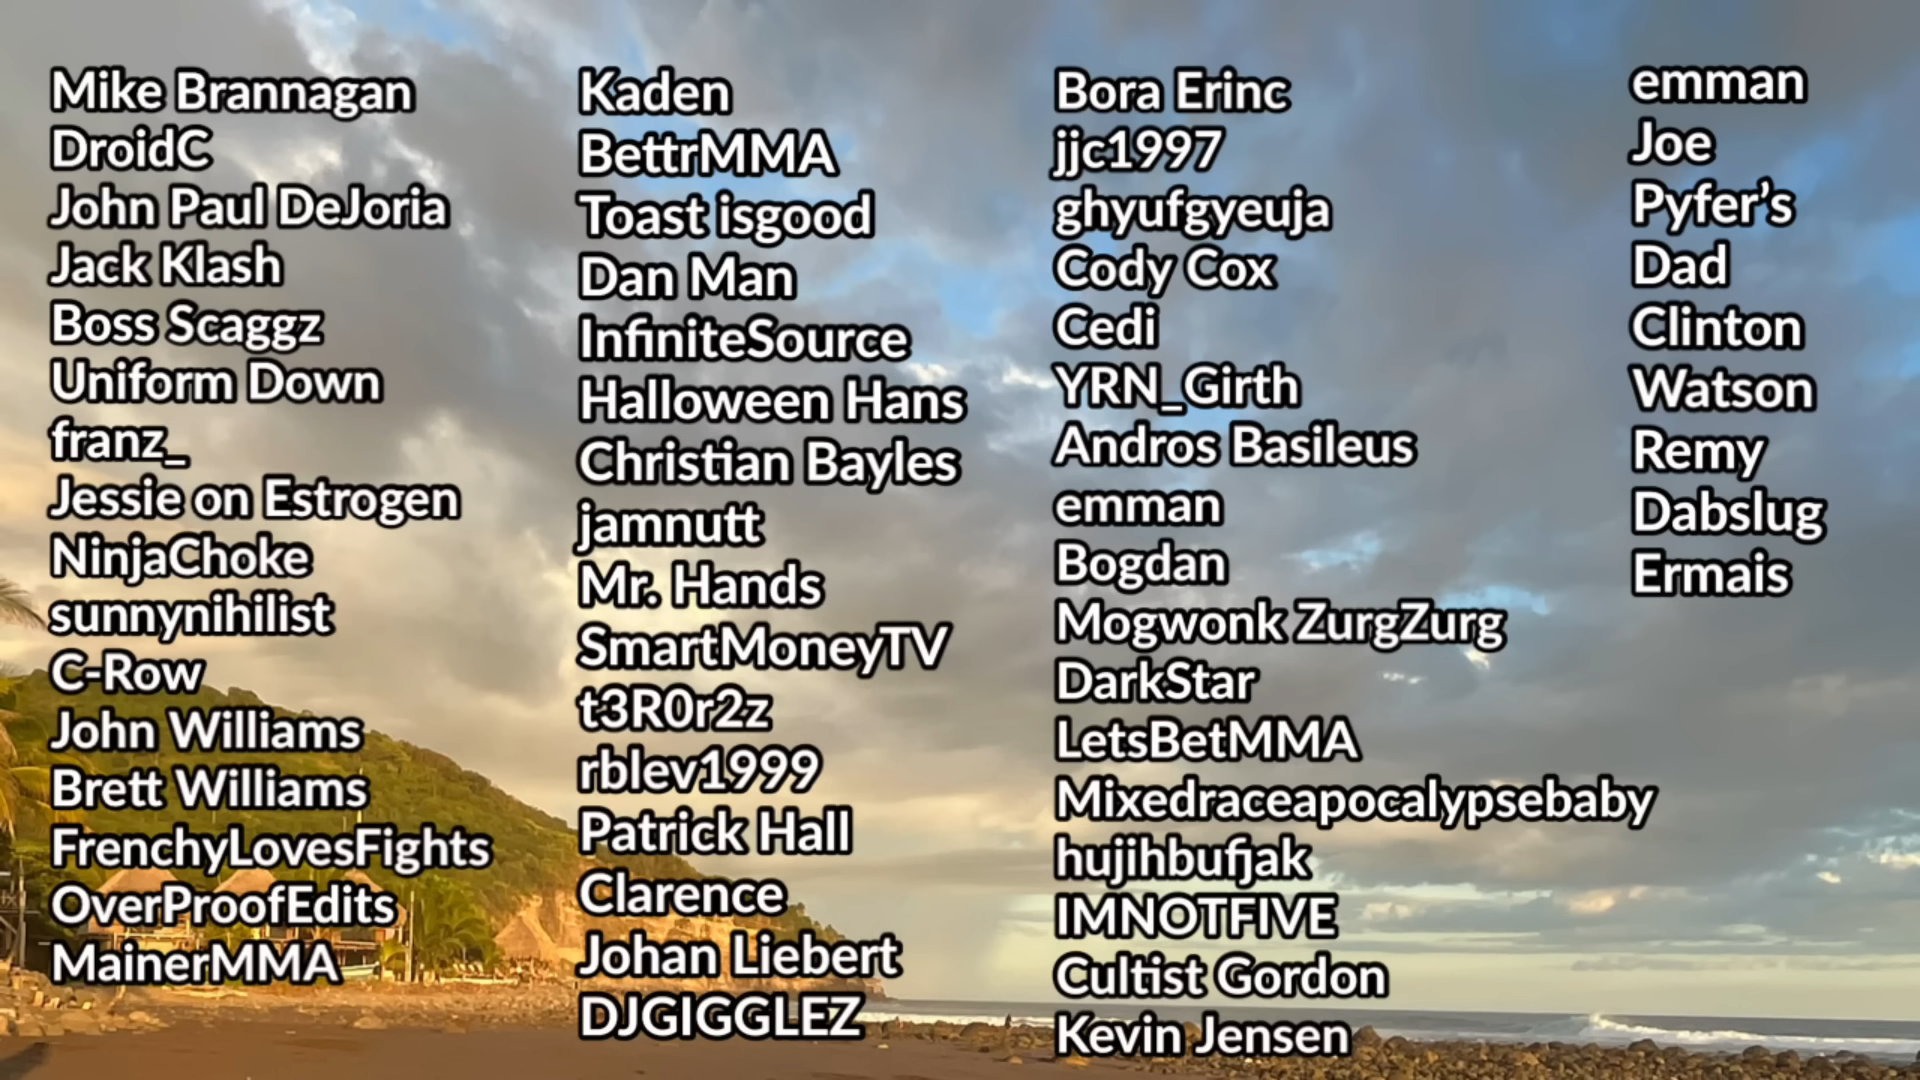 Mike Brannagan
DroidC
John Paul DeJoria
Jack Klash
Boss Scaggz
Uniform Down
franz_
Jessie on Estrogen
NinjaChoke
sunnynihilist
C-Row
John Williams
Brett Williams
FrenchyLovesFights
OverProofEdits
MainerMMA
Kaden
BettrMMA
Toast isgood
Dan Man
InfiniteSource
Halloween Hans
Christian Bayles
jamnutt
Mr. Hands
SmartMoneyTV
t3R0r2z
rblev1999
Patrick Hall
Clarence
Johan Liebert
DJGIGGLEZ
Bora Erinc
jjc1997
ghyufgyeuja
Cody Cox
Cedi
YRN_Girth
Andros Basileus
emman
Bogdan
Mogwonk ZurgZurg
DarkStar
LetsBetMMA
Mixedraceapocalypsebaby
hujihbufjak
IMNOTFIVE
Cultist Gordon
Kevin Jensen
emman
Joe
Pyfer’s
Dad
Clinton
Watson
Remy
Dabslug
Ermais